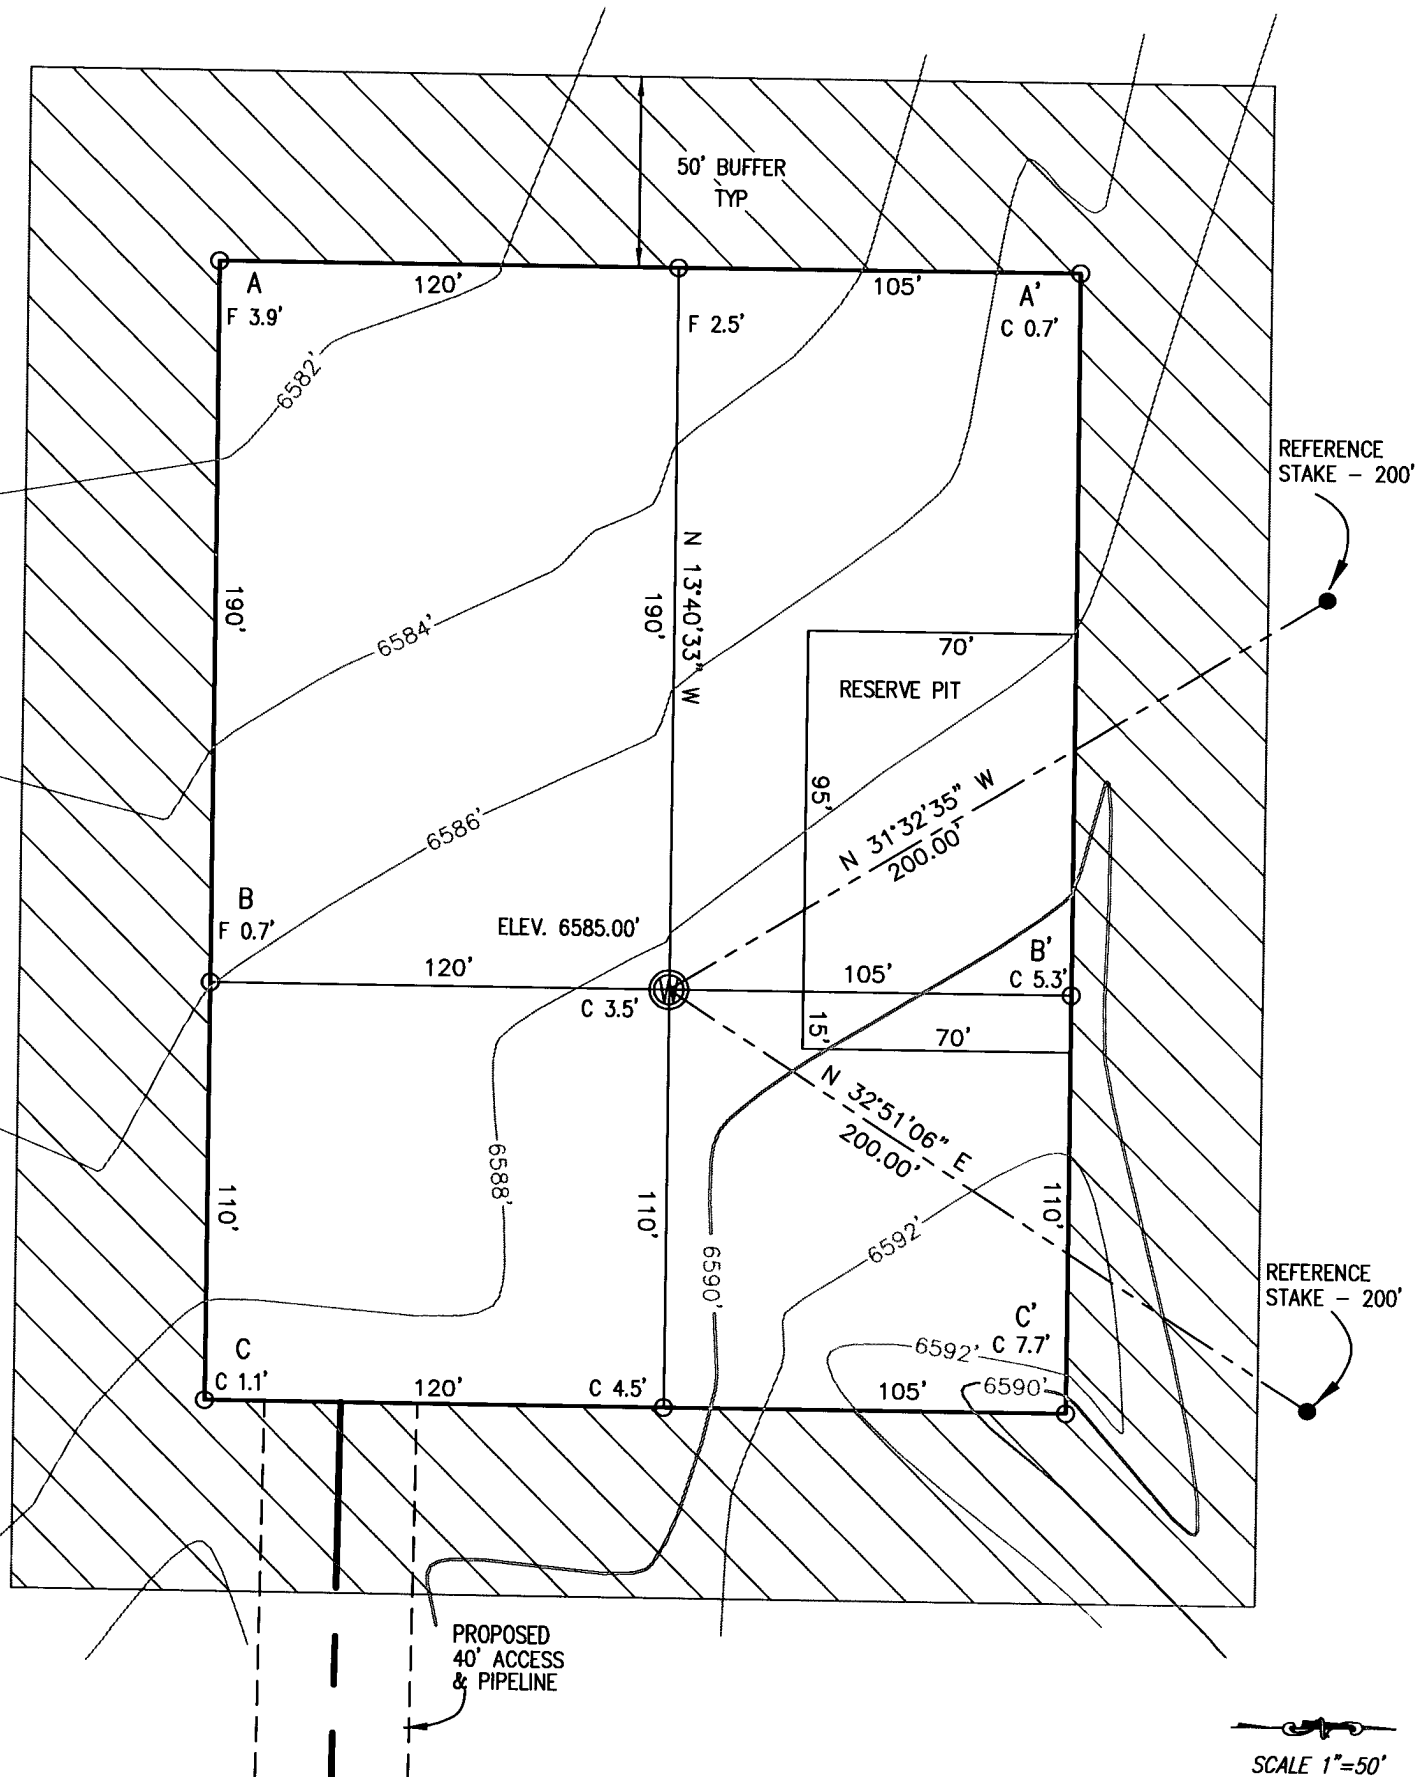 50' BUFFER
TYP
A
F 3.9'
120'
F 2.5'
105'
A'
C 0.7'
6582'
REFERENCE
STAKE - 200'
N 13°40'33" W
190'
190'
6584'
70'
RESERVE PIT
95'
6586'
N 31°32'35" W
200.00'
B
F 0.7'
ELEV. 6585.00'
120'
W
C 3.5'
105'
B'
C 5.3'
15'
70'
N 32°51'06" E
200.00'
6588'
110'
110'
110'
6590'
6592'
REFERENCE
STAKE - 200'
C
C 1.1'
120'
C 4.5'
105'
C'
C 7.7'
6592'
6590'
PROPOSED
40' ACCESS
& PIPELINE
SCALE 1"=50'